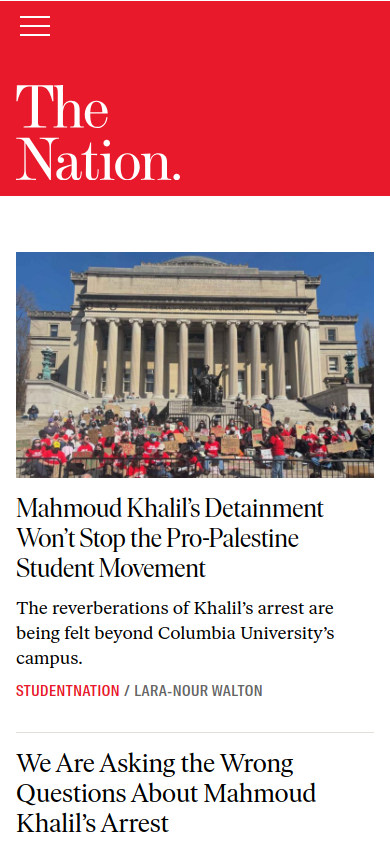 The
Nation.
Mahmoud Khalil’s Detainment
Won’t Stop the Pro-Palestine
Student Movement
The reverberations of Khalil’s arrest are
being felt beyond Columbia University’s
campus.
STUDENTNATION / LARA-NOUR WALTON
We Are Asking the Wrong
Questions About Mahmoud
Khalil’s Arrest